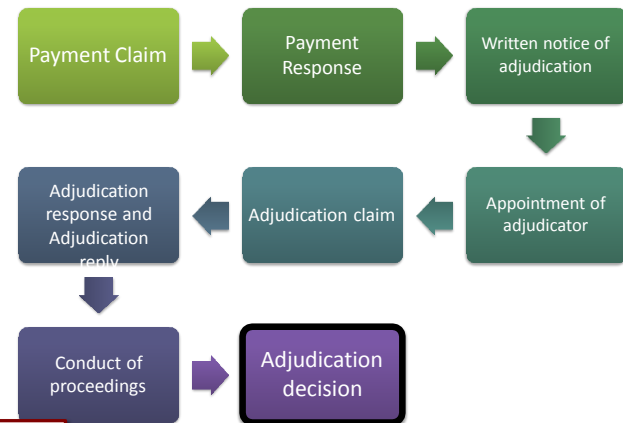 Payment Claim
Payment
Response
Written notice of
adjudication
Appointment of
adjudicator
Adjudication claim
Adjudication
response and
Adjudication
reply
Conduct of
proceedings
Adjudication
decision